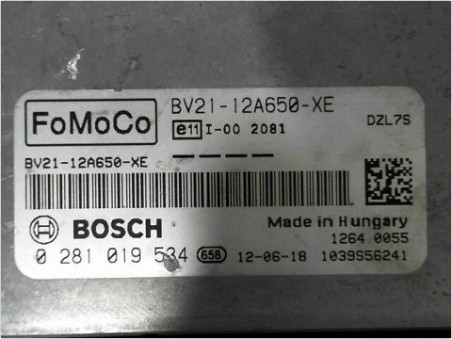 FoMoCo
BV21-12A650-XE
e11 I-00 2081
DZL7S
BV21-12A650-XE
BOSCH
Made in Hungary
1264 0055
0 281 019 534 658 12-06-18 1039S56241